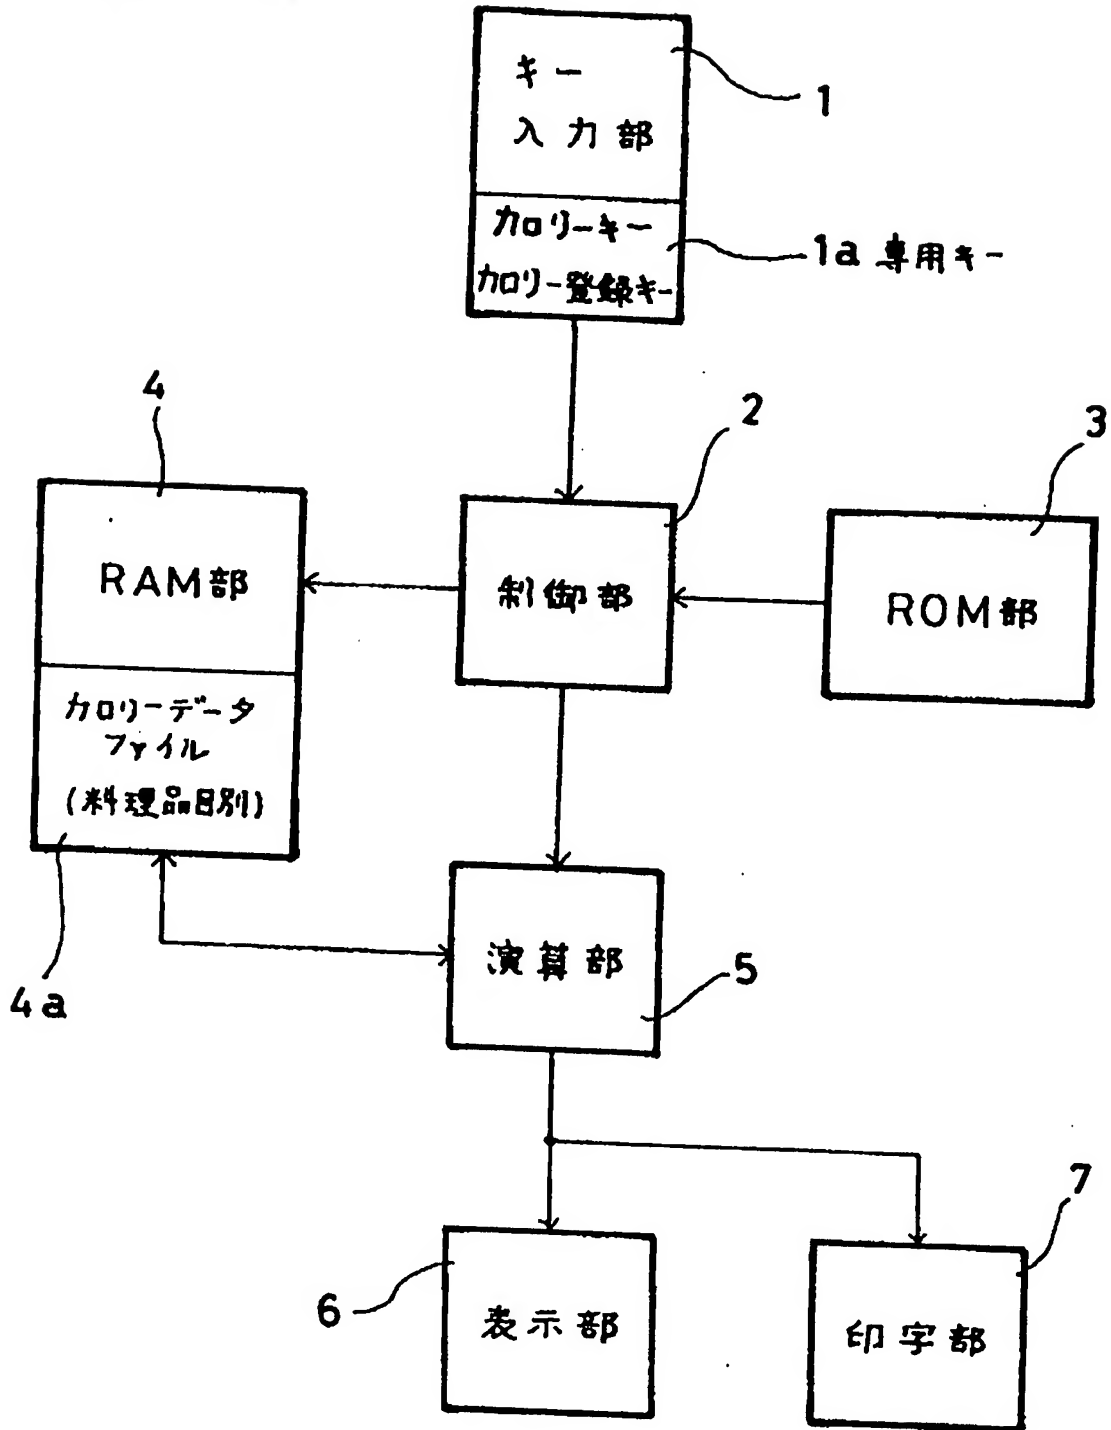 キー
入力部
1
カロリーキー
カロリー登録キー
1a 専用キー
4
2
3
RAM部
制御部
ROM部
カロリーデータ
ファイル
(料理品目別)
4a
演算部
5
6
表示部
7
印字部